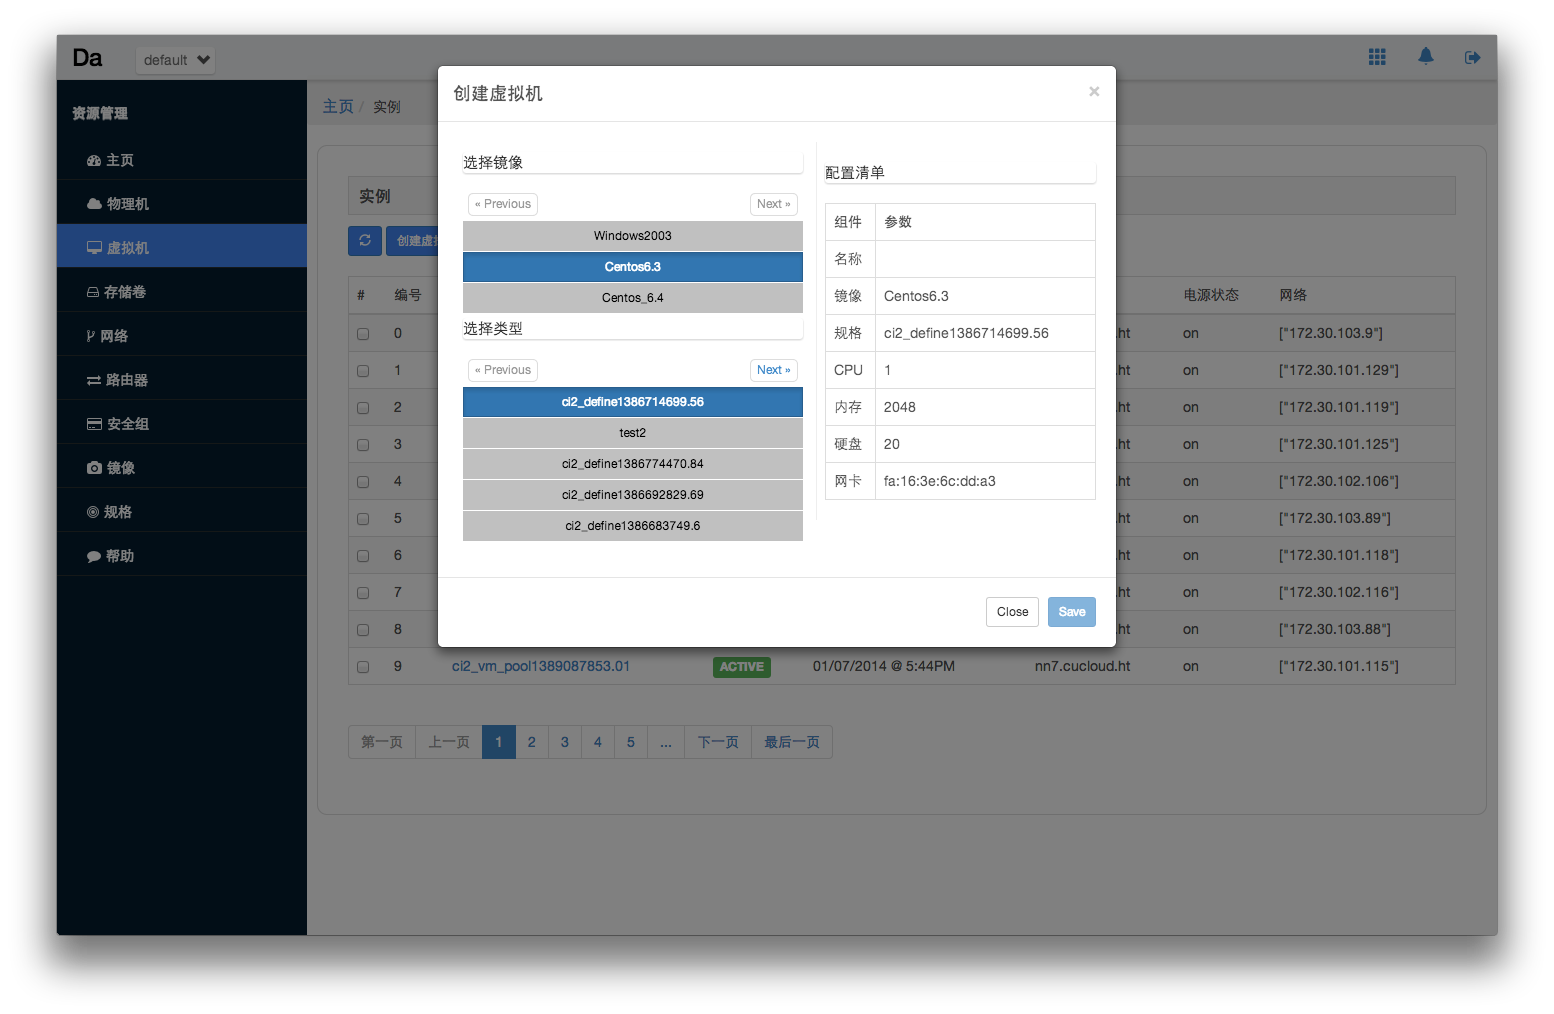 Da
default
资源管理
主页
物理机
虚拟机
存储卷
网络
路由器
安全组
镜像
规格
帮助
主页 / 实例
实例
创建虚
# 编号 电源状态 网络
0 .ht on ["172.30.103.9"]
1 on ["172.30.101.129"]
2 .ht on ["172.30.101.119"]
3 .ht on ["172.30.101.125"]
4 .ht on ["172.30.102.106"]
5 .ht on ["172.30.103.89"]
6 .ht on ["172.30.101.118"]
7 .ht on ["172.30.102.116"]
8 .ht on ["172.30.103.88"]
9 ci2_vm_pool1389087853.01 ACTIVE 01/07/2014 @ 5:44PM nn7.cucloud.ht on ["172.30.101.115"]
第一页 上一页 1 2 3 4 5 ... 下一页 最后一页
创建虚拟机 ×
选择镜像
« Previous Next »
Windows2003
Centos6.3
Centos_6.4
选择类型
« Previous Next »
ci2_define1386714699.56
test2
ci2_define1386774470.84
ci2_define1386692829.69
ci2_define1386683749.6
配置清单
组件 参数
名称
镜像 Centos6.3
规格 ci2_define1386714699.56
CPU 1
内存 2048
硬盘 20
网卡 fa:16:3e:6c:dd:a3
Close Save